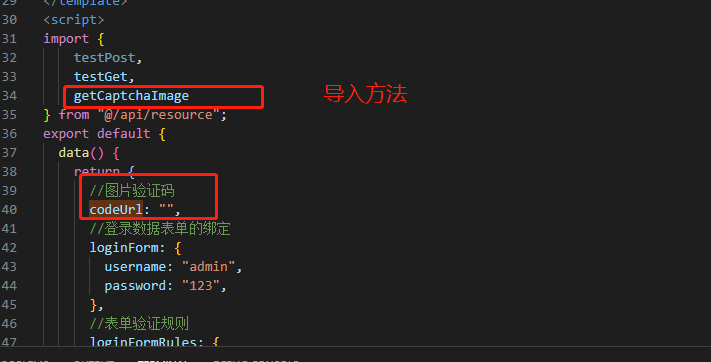 29 </template>
30 <script>
31 import {
32 testPost,
33 testGet,
34 getCaptchaImage
导入方法
35 } from "@/api/resource";
36 export default {
37 data() {
38 return {
39 //图片验证码
40 codeUrl: "",
41 //登录数据表单的绑定
42 loginForm: {
43 username: "admin",
44 password: "123",
45 },
46 //表单验证规则
47 loginFormRules: {